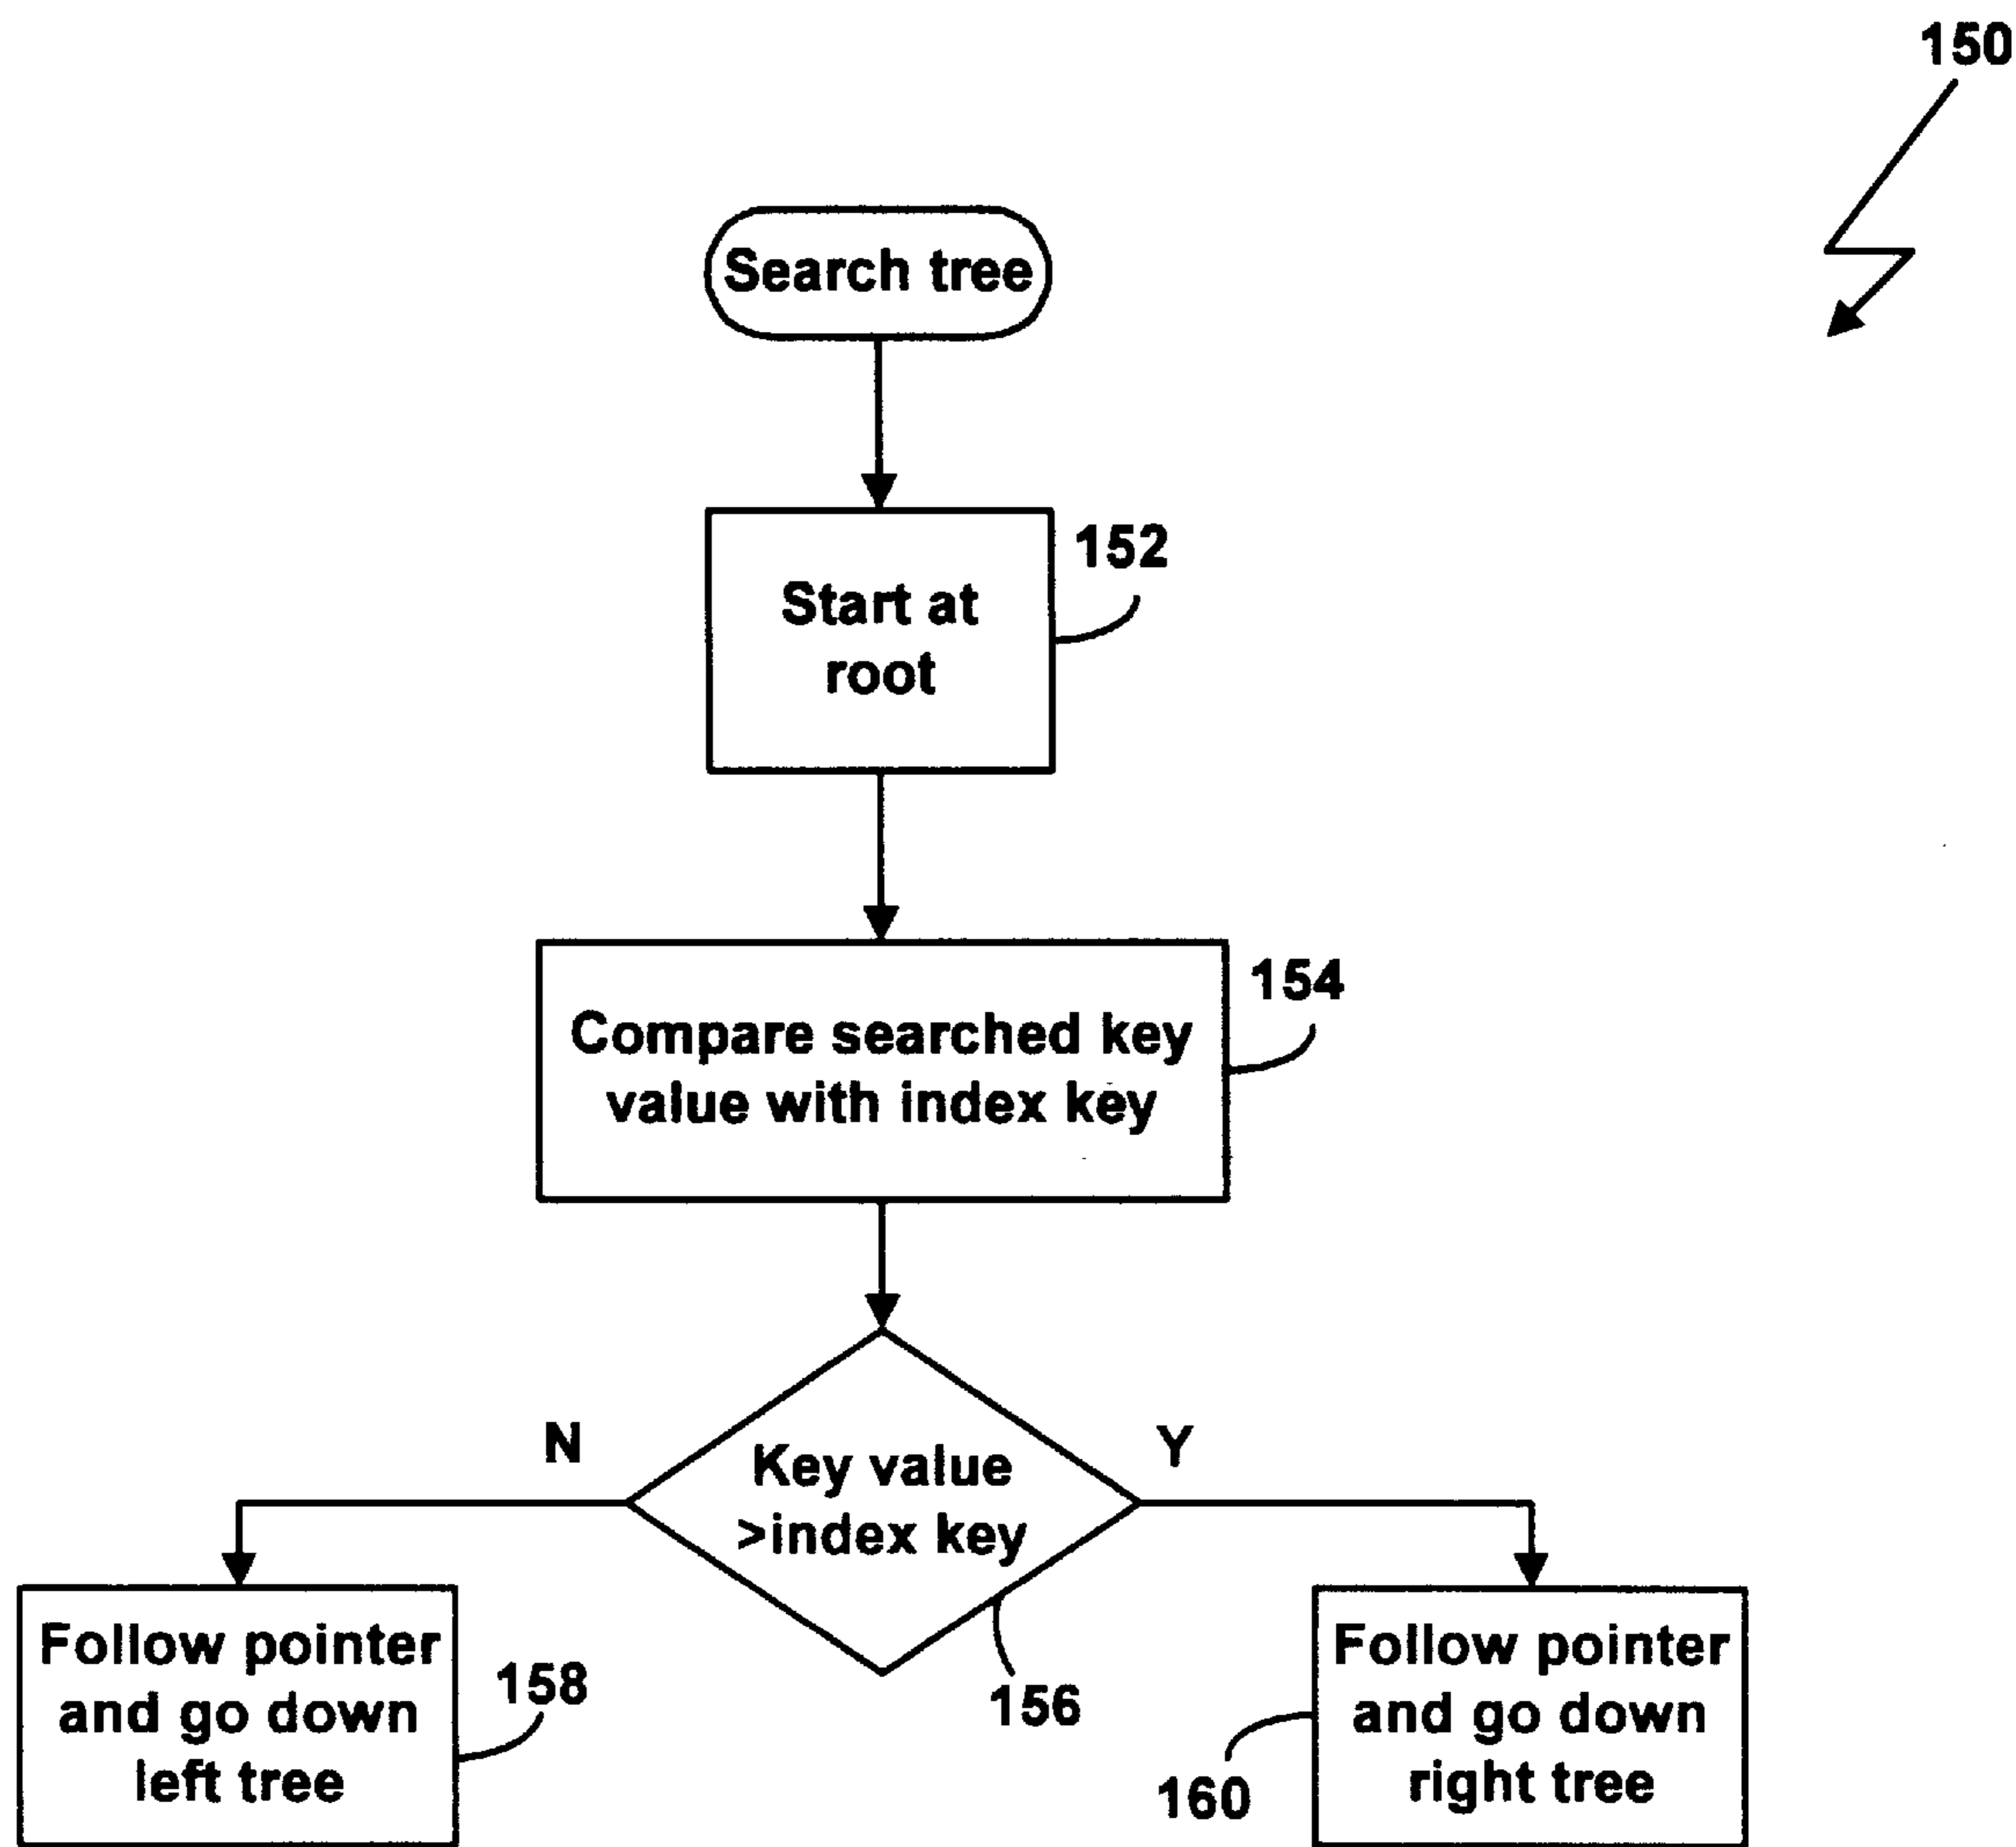 150
Search tree
152
Start at
root
154
Compare searched key
value with index key
N
Y
Key value
>index key
156
Follow pointer
and go down
left tree
158
160
Follow pointer
and go down
right tree